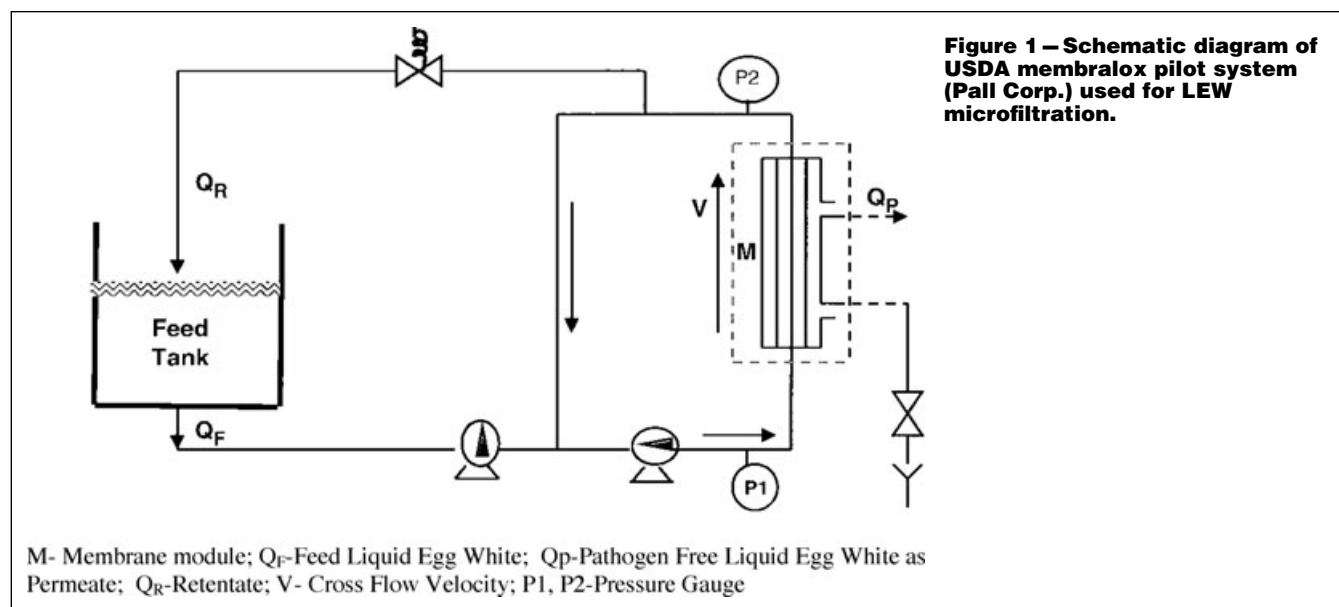 Figure 1—Schematic diagram of
USDA membralox pilot system
(Pall Corp.) used for LEW
microfiltration.
P2
QR
V
QP
M
Feed
Tank
QF
P1
M- Membrane module; QF-Feed Liquid Egg White; Qp-Pathogen Free Liquid Egg White as
Permeate; QR-Retentate; V- Cross Flow Velocity; P1, P2-Pressure Gauge